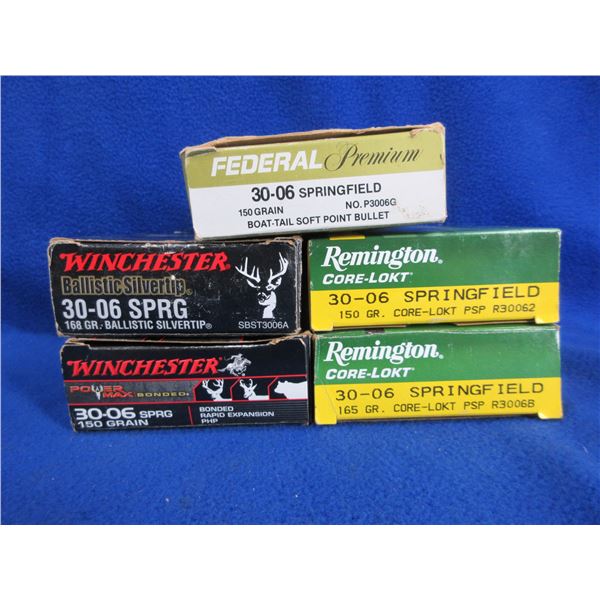 FEDERAL Premium
30-06 SPRINGFIELD
150 GRAIN NO. P3006G
BOAT-TAIL SOFT POINT BULLET
WINCHESTER
Ballistic Silvertip®
30-06 SPRG
168 GR. BALLISTIC SILVERTIP® SBST3006A
Remington®
CORE-LOKT®
30-06 SPRINGFIELD
150 GR. CORE-LOKT PSP R30062
WINCHESTER
POWER MAX BONDED®
30-06 SPRG
150 GRAIN
BONDED
RAPID EXPANSION
PHP
Remington®
CORE-LOKT®
30-06 SPRINGFIELD
165 GR. CORE-LOKT PSP R3006B